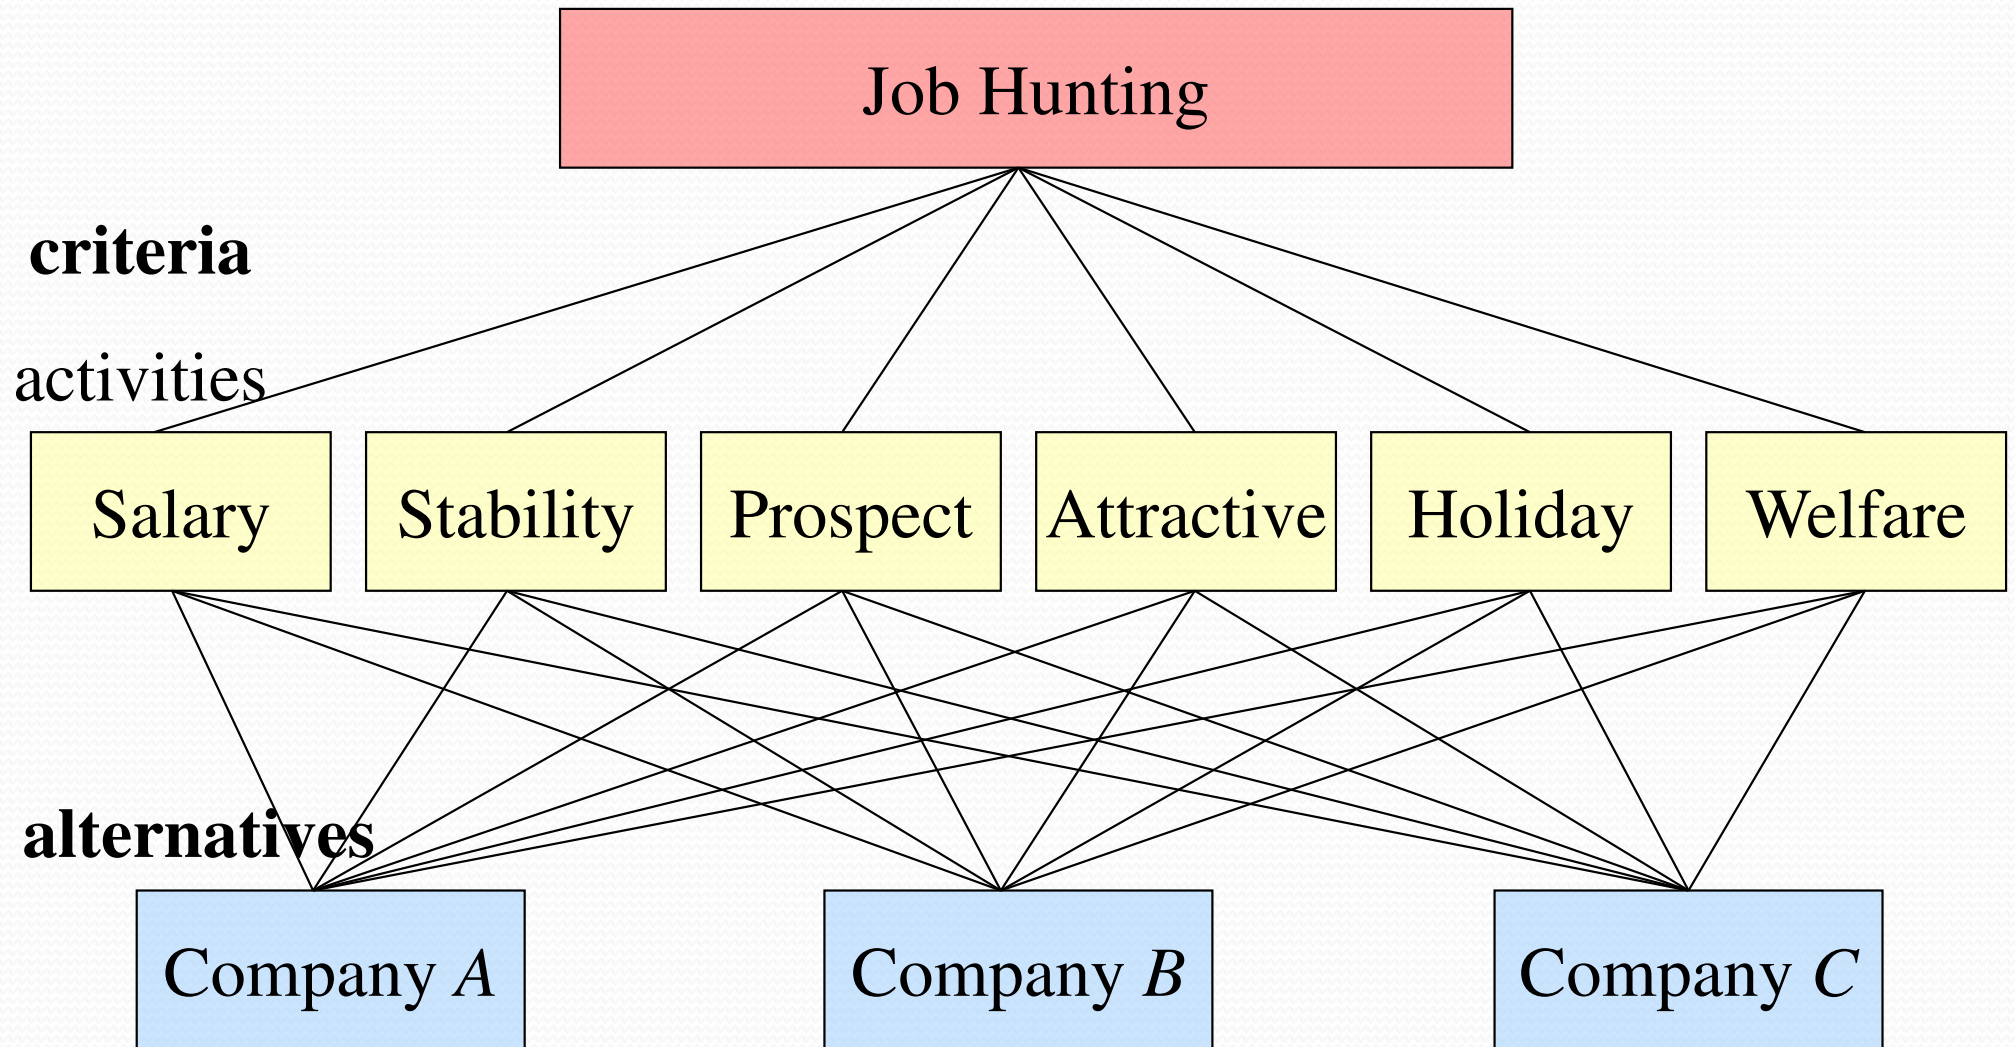 Job Hunting
criteria
activities
Salary
Stability
Prospect
Attractive
Holiday
Welfare
alternatives
Company A
Company B
Company C